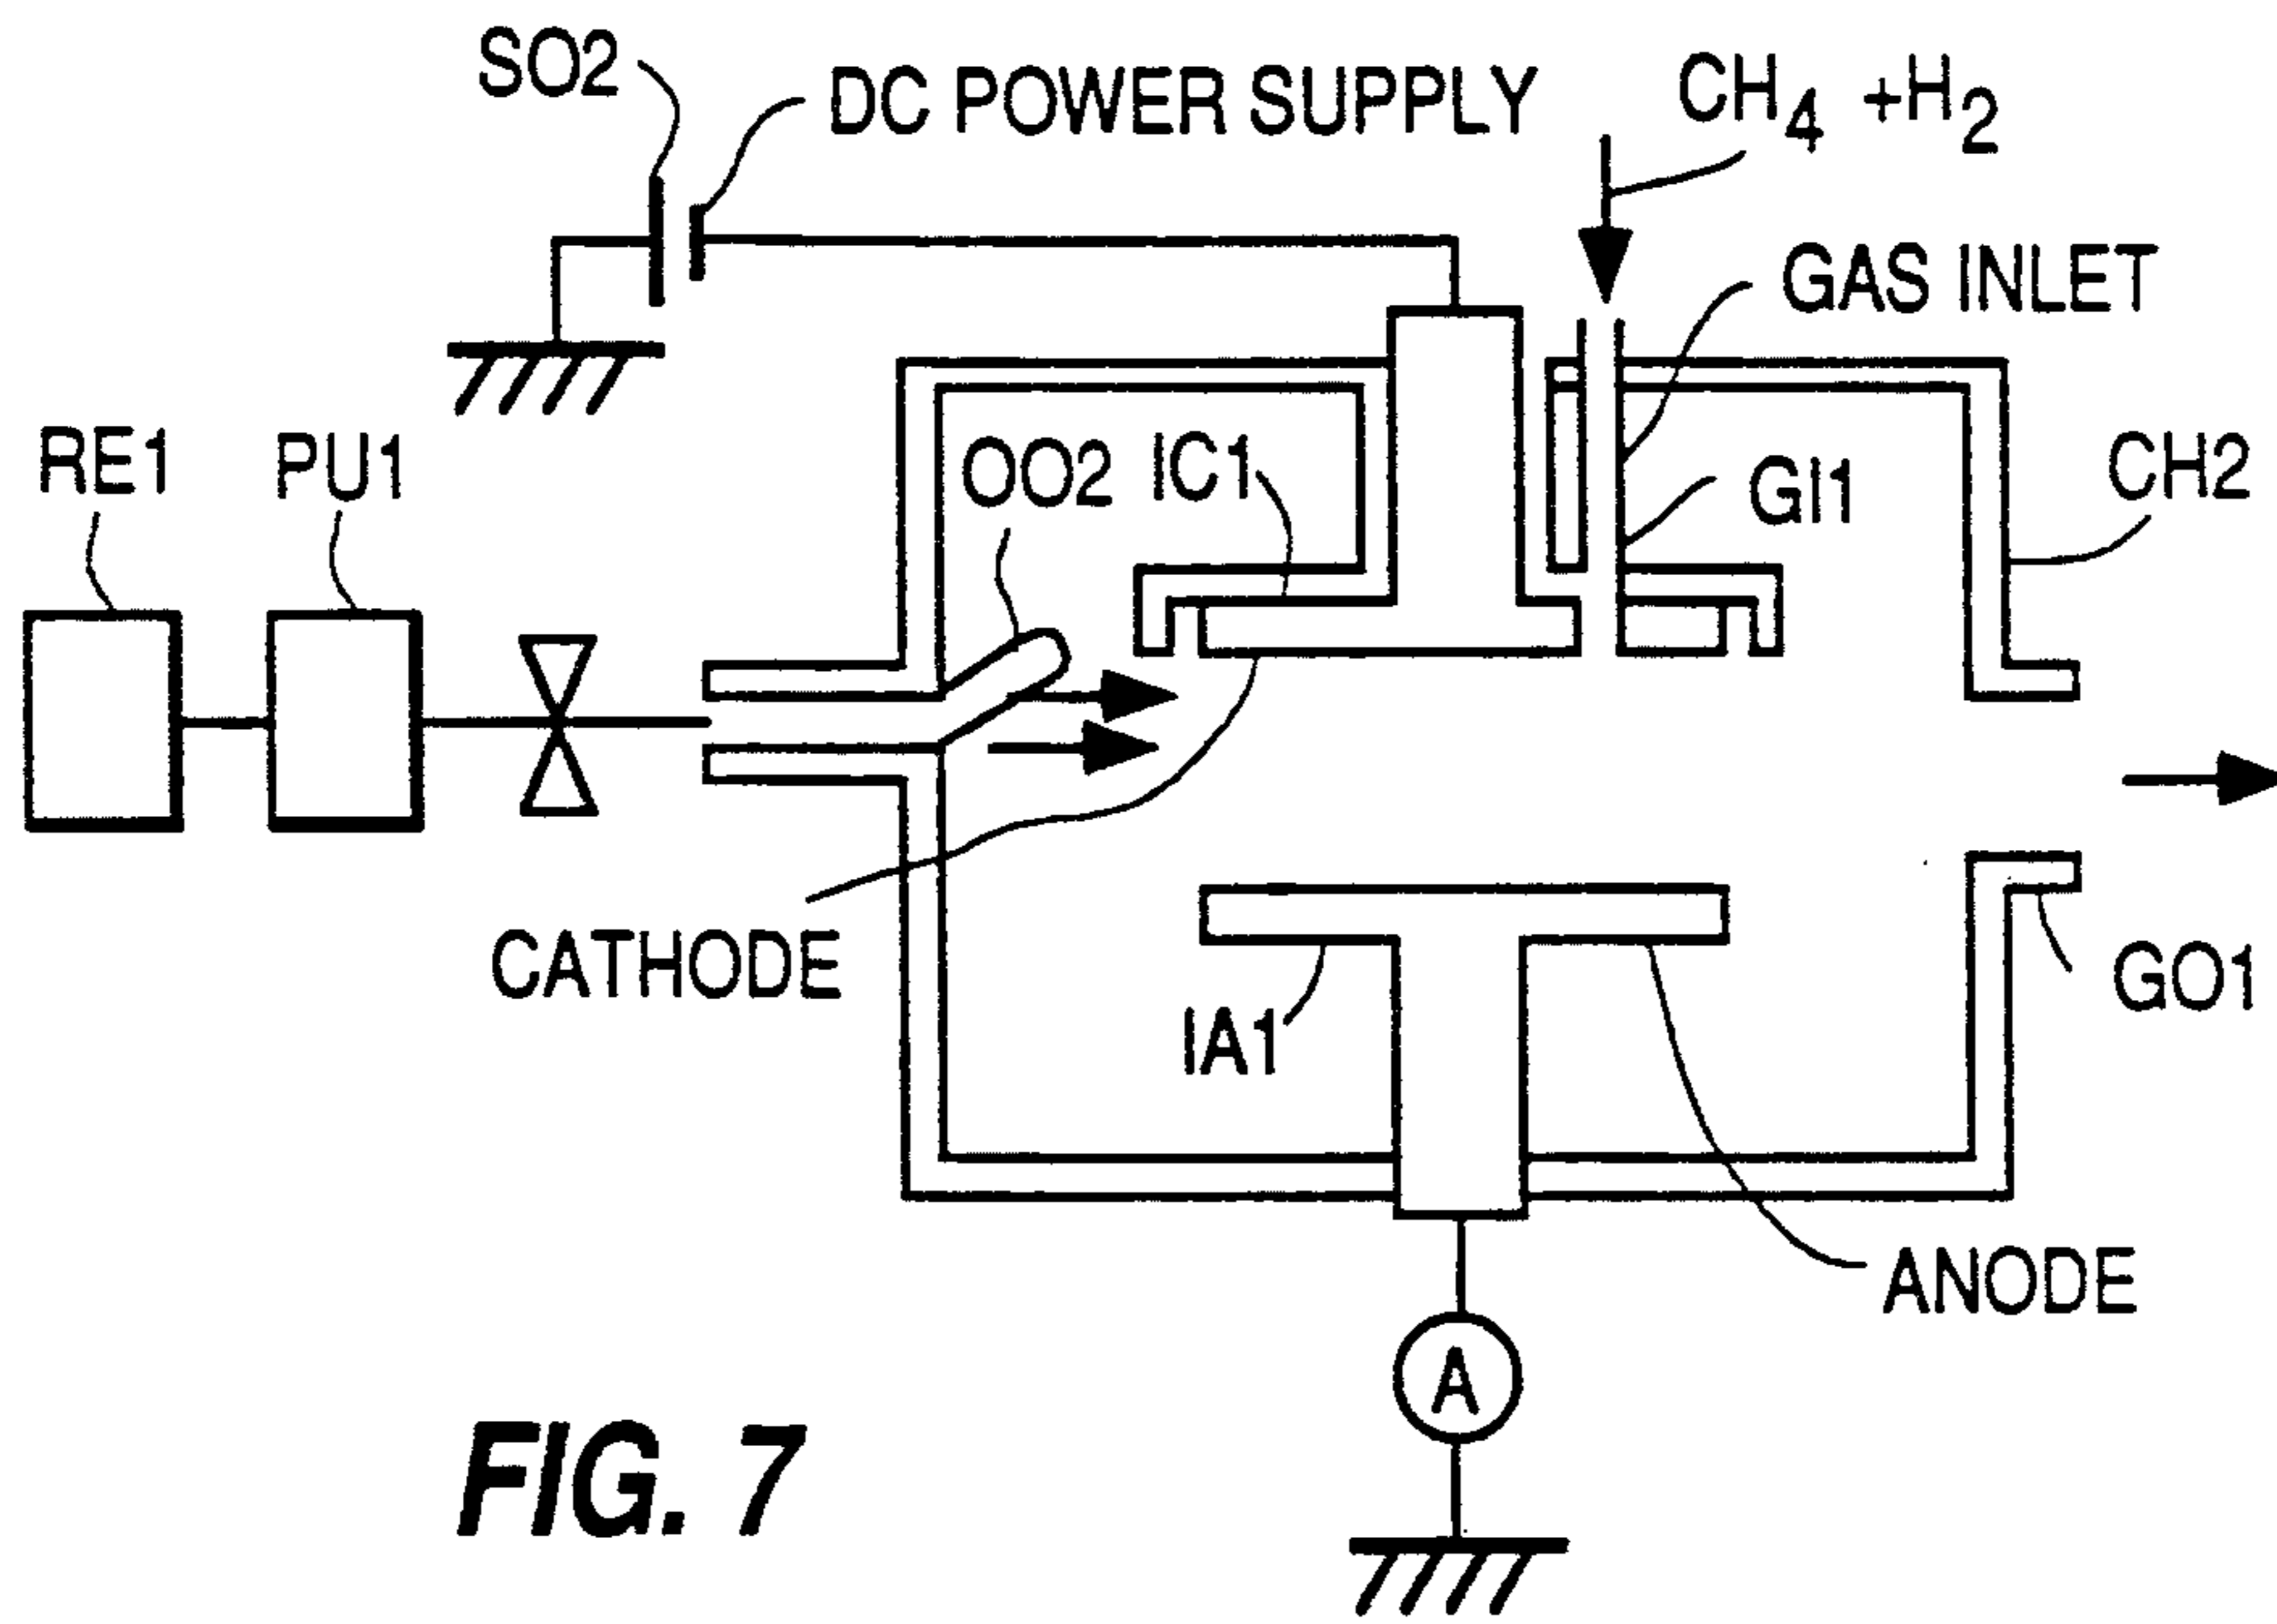 SO2
DC POWER SUPPLY
CH4 +H2
GAS INLET
RE1
PU1
OO2
IC1
GI1
CH2
CATHODE
IA1
GO1
ANODE
A
FIG. 7